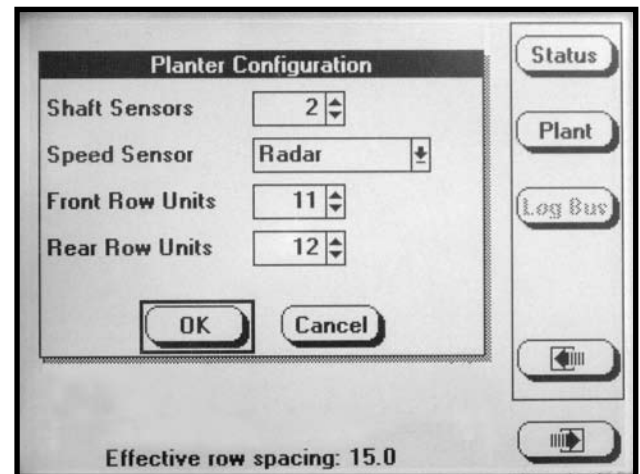 Planter Configuration
Shaft Sensors 2
Speed Sensor Radar
Front Row Units 11
Rear Row Units 12
OK Cancel
Effective row spacing: 15.0
Status
Plant
Log Bus